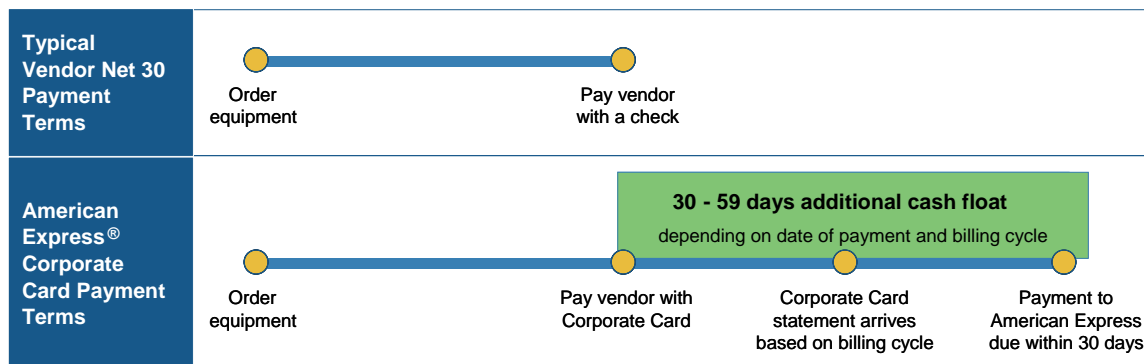 Typical
Vendor Net 30
Payment
Terms
Order
equipment
Pay vendor
with a check
American
Express®
Corporate
Card Payment
Terms
30 - 59 days additional cash float
depending on date of payment and billing cycle
Order
equipment
Pay vendor with
Corporate Card
Corporate Card
statement arrives
based on billing cycle
Payment to
American Express
due within 30 days